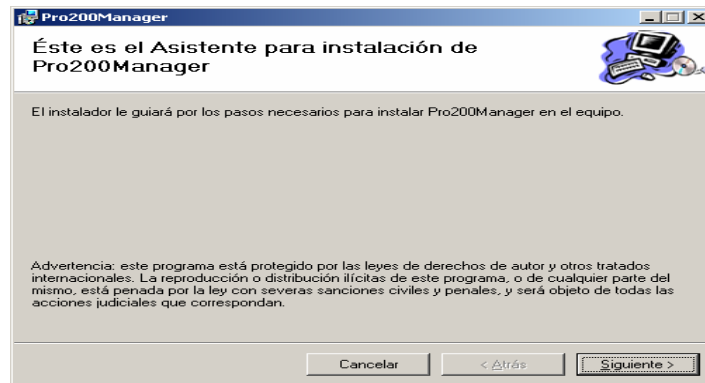 Pro200Manager
Éste es el Asistente para instalación de
Pro200Manager
El instalador le guiará por los pasos necesarios para instalar Pro200Manager en el equipo.
Advertencia: este programa está protegido por las leyes de derechos de autor y otros tratados
internacionales. La reproducción o distribución ilícitas de este programa, o de cualquier parte del
mismo, está penada por la ley con severas sanciones civiles y penales, y será objeto de todas las
acciones judiciales que correspondan.
Cancelar < Atrás Siguiente >